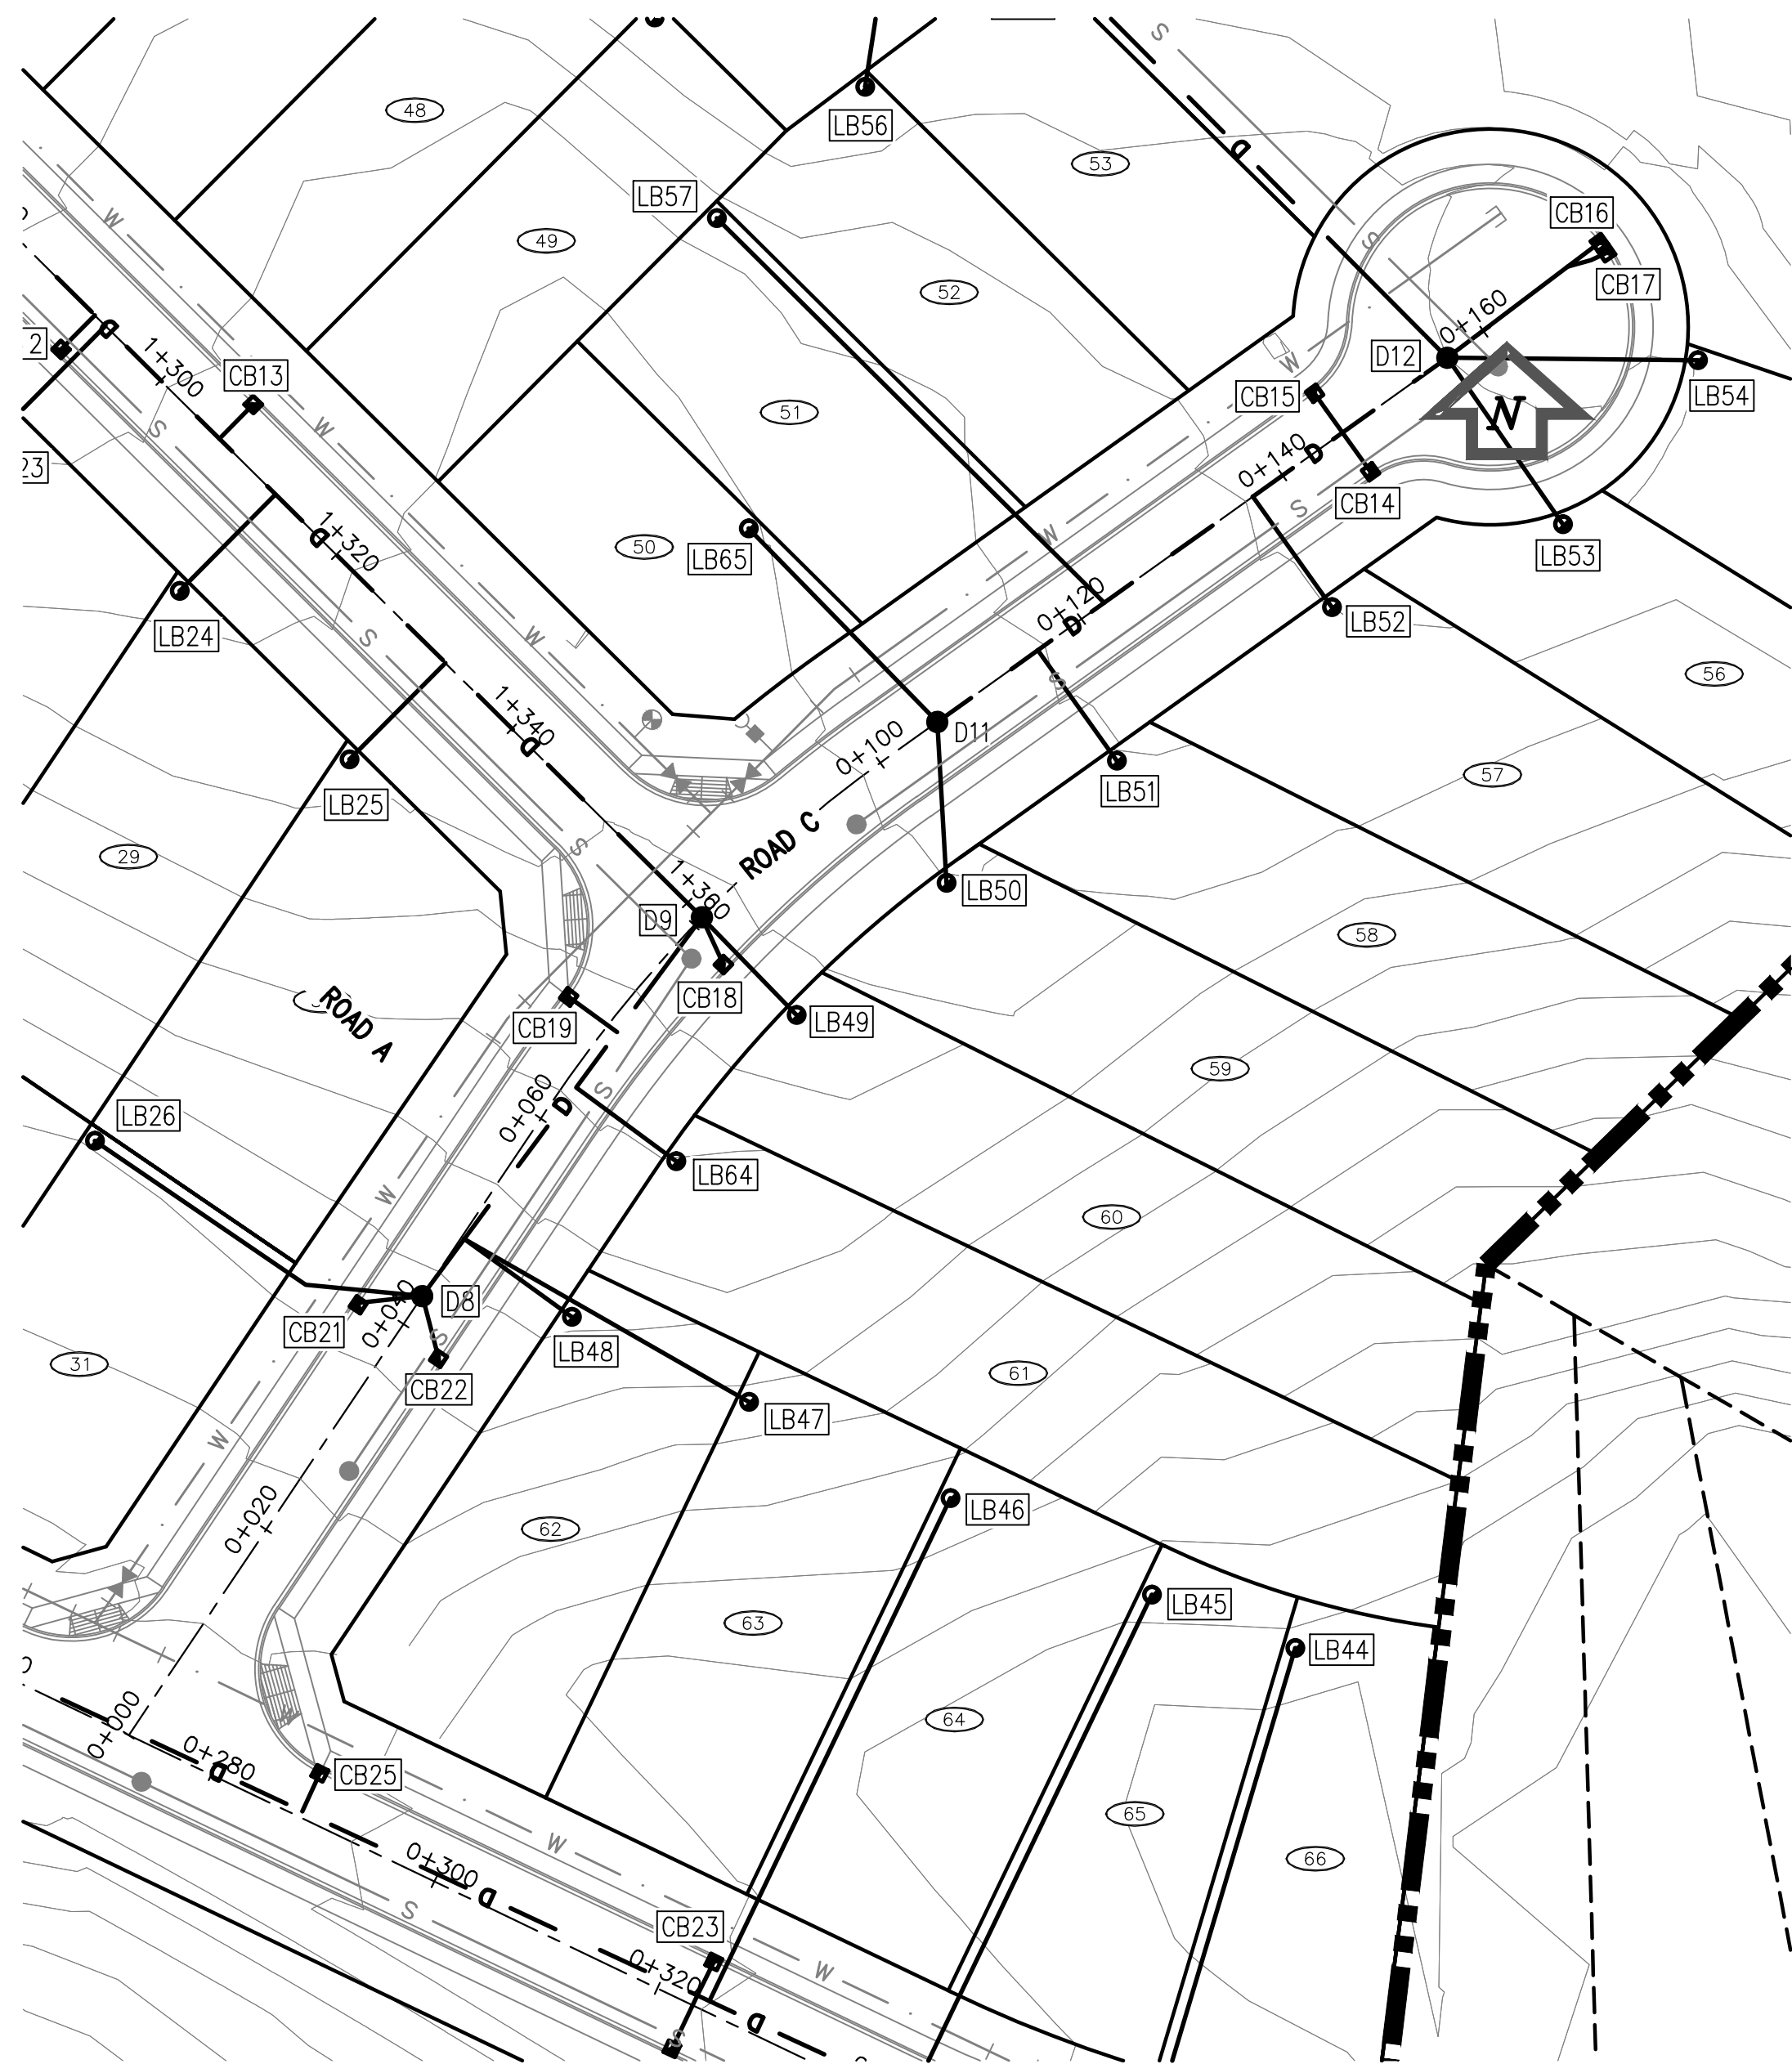 48
LB56
S
53
D
LB57
CB16
W
49
S
CB17
52
0+160
D
2
1+300
D12
W
CB13
CB15
LB54
51
N
W
S
0+140
D
23
CB14
D
1+320
50
LB65
W
S
LB53
0+120
D
LB24
S
W
LB52
S
56
1+340
D
0+100
D11
57
LB25
LB51
ROAD C
29
S
1+360
LB50
D9
58
ROAD A
CB18
CB19
LB49
59
S
0+060
D
LB26
LB64
W
60
0+040
D8
CB21
S
LB48
31
61
CB22
LB47
W
0+020
LB46
62
LB45
63
LB44
64
0+000
0+280
D
CB25
65
W
66
0+300
D
S
CB23
0+320
W
D
S